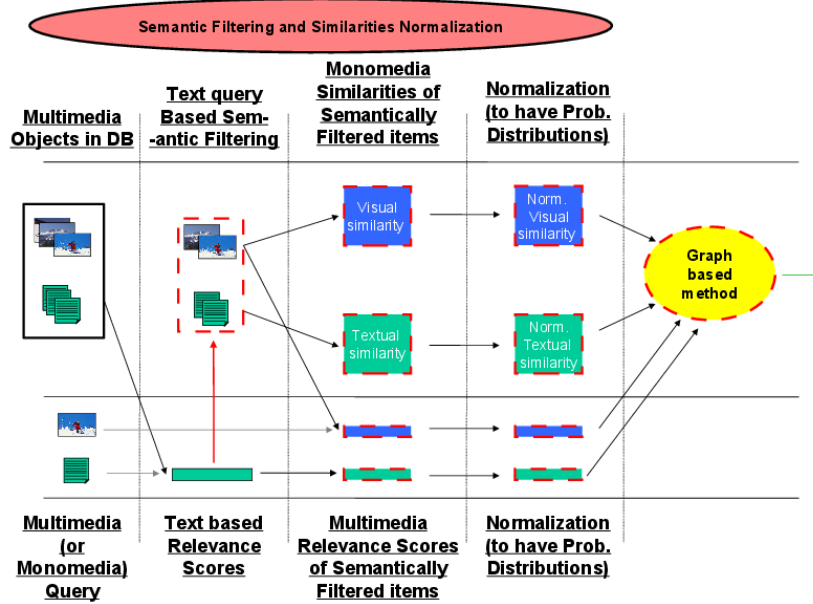 Semantic Filtering and Similarities Normalization
Multimedia
Objects in DB
Text query
Based Sem-
-antic Filtering
Monomedia
Similarities of
Semantically
Filtered items
Normalization
(to have Prob.
Distributions)
Visual
similarity
Norm.
Visual
similarity
Graph
based
method
Textual
similarity
Norm.
Textual
similarity
Multimedia
(or
Monomedia)
Query
Text based
Relevance
Scores
Multimedia
Relevance Scores
of Semantically
Filtered items
Normalization
(to have Prob.
Distributions)